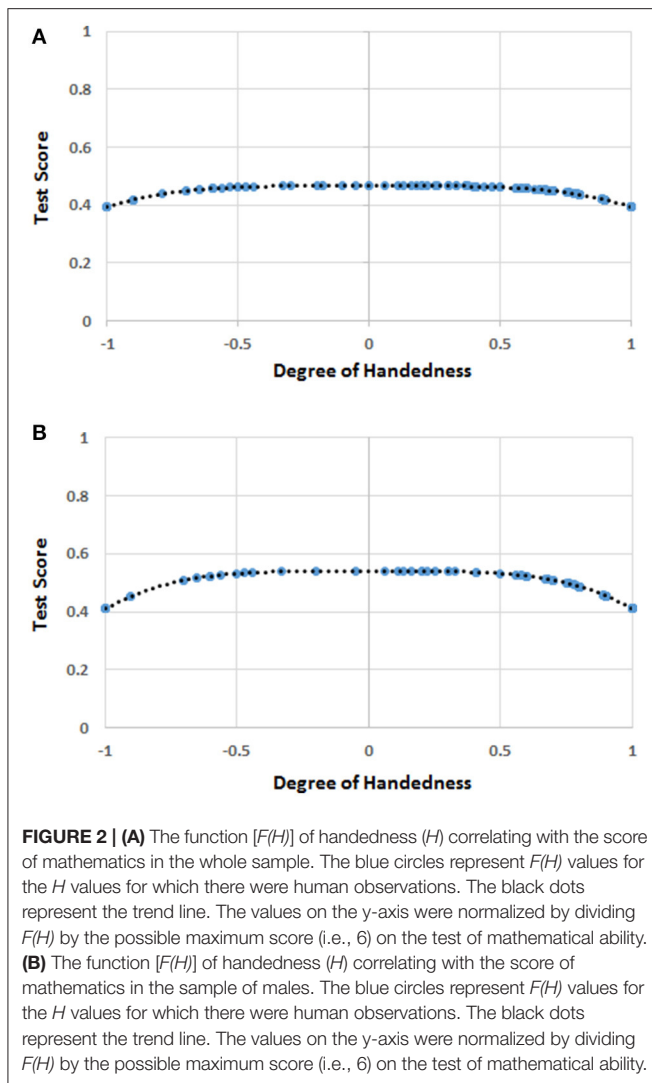 A
1
0.8
0.6
0.4
0.2
0
Test Score
-1 -0.5 0 0.5 1
Degree of Handedness
B
1
0.8
0.6
0.4
0.2
0
Test Score
-1 -0.5 0 0.5 1
Degree of Handedness
FIGURE 2 | (A) The function [F(H)] of handedness (H) correlating with the score
of mathematics in the whole sample. The blue circles represent F(H) values for
the H values for which there were human observations. The black dots
represent the trend line. The values on the y-axis were normalized by dividing
F(H) by the possible maximum score (i.e., 6) on the test of mathematical ability.
(B) The function [F(H)] of handedness (H) correlating with the score of
mathematics in the sample of males. The blue circles represent F(H) values for
the H values for which there were human observations. The black dots
represent the trend line. The values on the y-axis were normalized by dividing
F(H) by the possible maximum score (i.e., 6) on the test of mathematical ability.